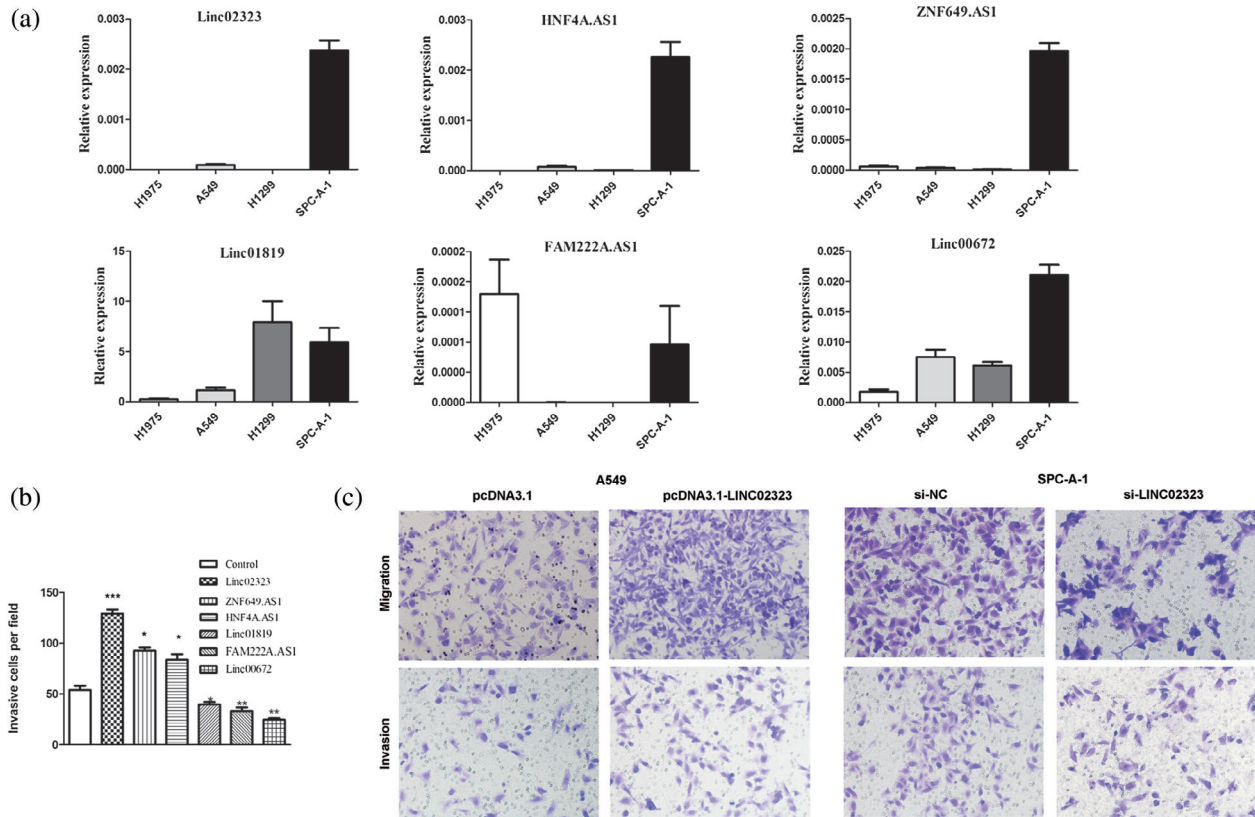 (a)
Linc02323
Relative expression
0.003
0.002
0.001
0.000
H1975
A549
H1299
SPC-A-1
HNF4A.AS1
Relative expression
0.003
0.002
0.001
0.000
H1975
A549
H1299
SPC-A-1
ZNF649.AS1
Relative expression
0.0025
0.0020
0.0015
0.0010
0.0005
0.0000
H1975
A549
H1299
SPC-A-1
Linc01819
Rleative expression
15
10
5
0
H1975
A549
H1299
SPC-A-1
FAM222A.AS1
Relative expression
0.0002
0.0002
0.0001
0.0001
0.0000
0.0000
H1975
A549
H1299
SPC-A-1
Linc00672
Relative expression
0.025
0.020
0.015
0.010
0.005
0.000
H1975
A549
H1299
SPC-A-1
(b)
Invasive cells per field
150
100
50
0
***
*
*
*
**
**
Control
Linc02323
ZNF649.AS1
HNF4A.AS1
Linc01819
FAM222A.AS1
Linc00672
(c)
A549
SPC-A-1
pcDNA3.1
pcDNA3.1-LINC02323
si-NC
si-LINC02323
Migration
Invasion